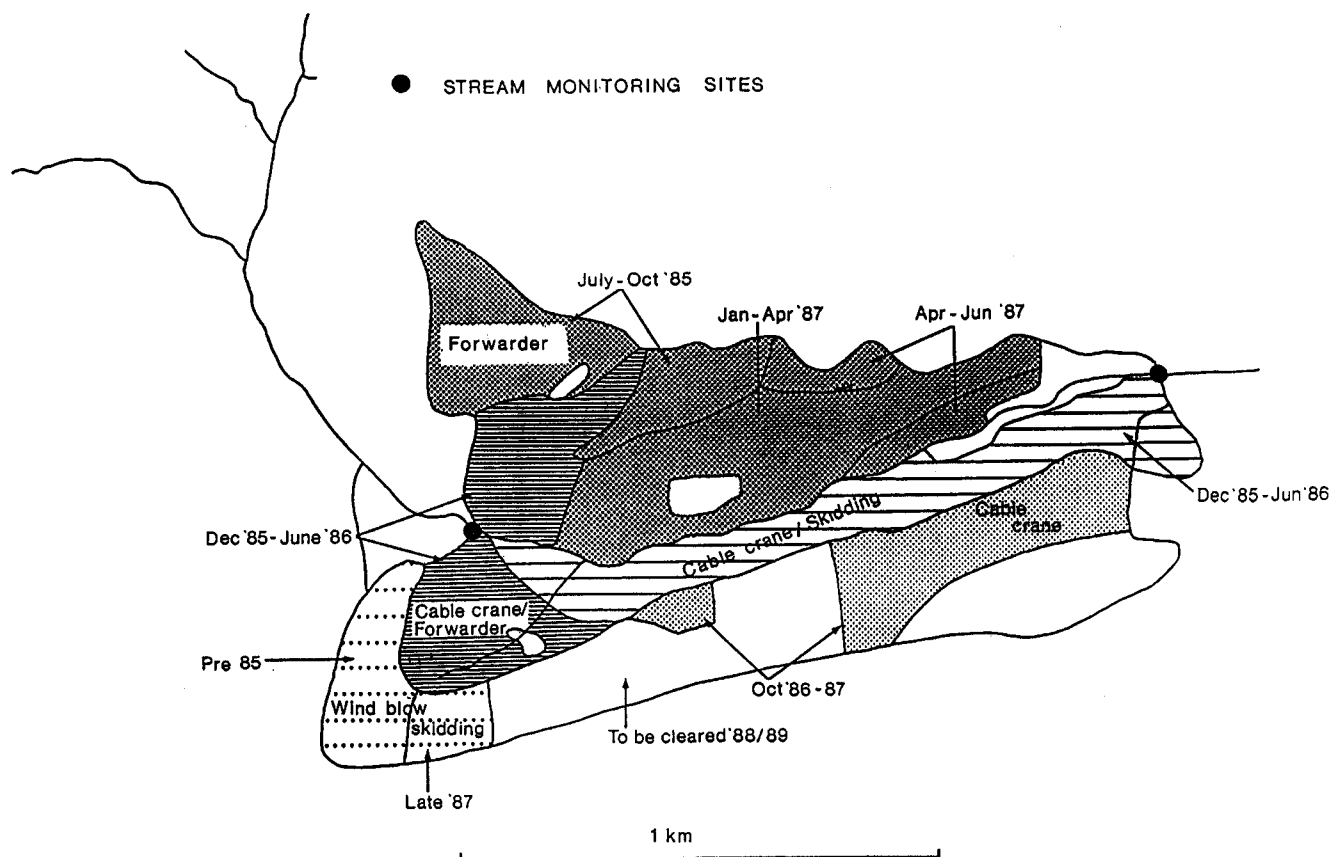 STREAM MONITORING SITES
July-Oct '85
Jan-Apr '87
Apr-Jun '87
Forwarder
Dec '85-Jun '86
Cable crane
Cable crane/Skidding
Dec '85-June '86
Cable crane/
Forwarder
Pre 85
Oct '86-87
Wind blow
skidding
To be cleared '88/89
Late '87
1 km